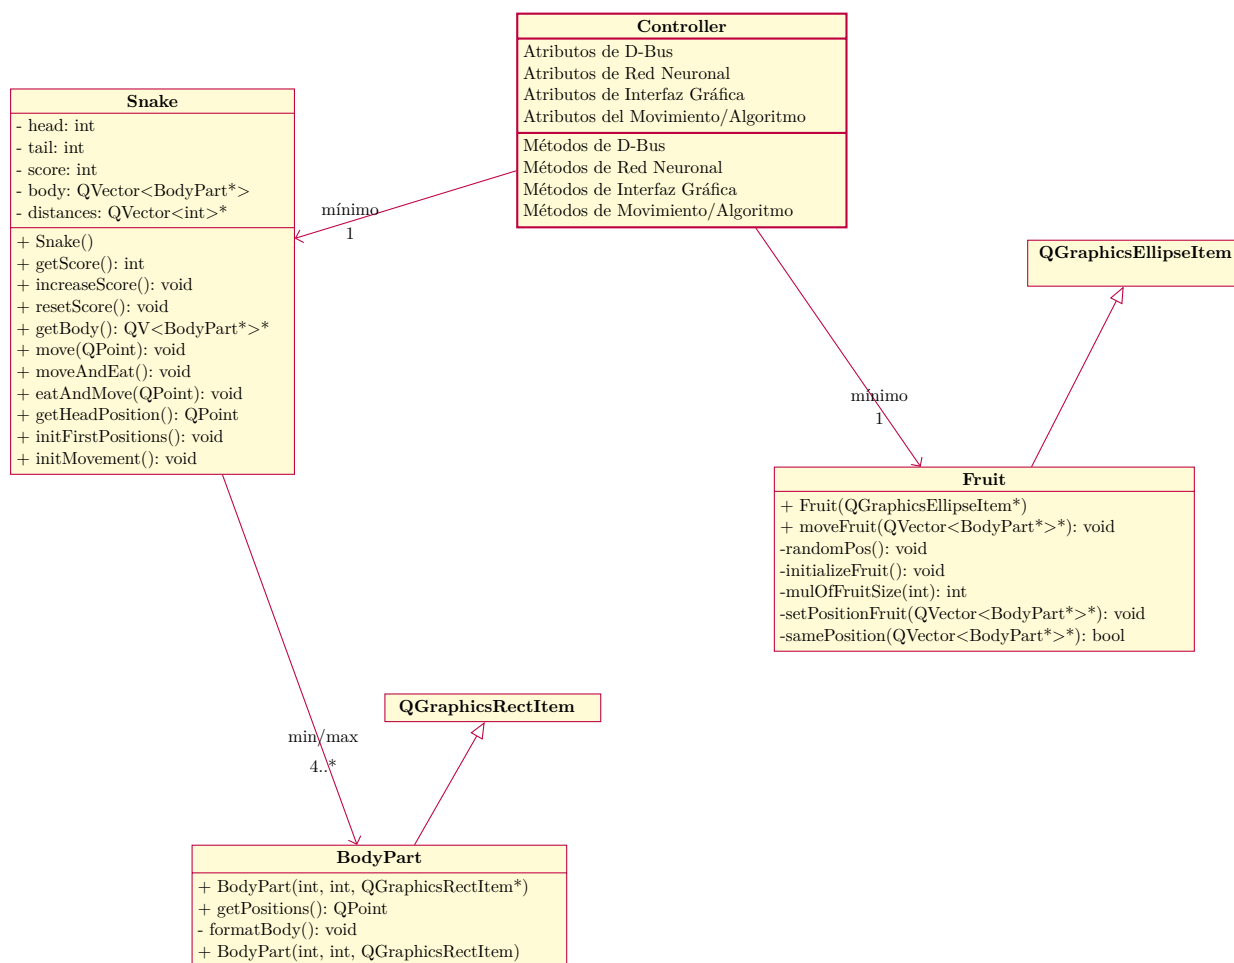 Controller
Atributos de D-Bus
Atributos de Red Neuronal
Atributos de Interfaz Gráfica
Atributos del Movimiento/Algoritmo
Métodos de D-Bus
Métodos de Red Neuronal
Métodos de Interfaz Gráfica
Métodos de Movimiento/Algoritmo
Snake
- head: int
- tail: int
- score: int
- body: QVector<BodyPart*>
- distances: QVector<int>*
+ Snake()
+ getScore(): int
+ increaseScore(): void
+ resetScore(): void
+ getBody(): QV<BodyPart*>*
+ move(QPoint): void
+ moveAndEat(): void
+ eatAndMove(QPoint): void
+ getHeadPosition(): QPoint
+ initFirstPositions(): void
+ initMovement(): void
mínimo
1
QGraphicsEllipseItem
mínimo
1
Fruit
+ Fruit(QGraphicsEllipseItem*)
+ moveFruit(QVector<BodyPart*>*): void
-randomPos(): void
-initializeFruit(): void
-mulOfFruitSize(int): int
-setPositionFruit(QVector<BodyPart*>*): void
-samePosition(QVector<BodyPart*>*): bool
QGraphicsRectItem
min/max
4..*
BodyPart
+ BodyPart(int, int, QGraphicsRectItem*)
+ getPositions(): QPoint
- formatBody(): void
+ BodyPart(int, int, QGraphicsRectItem)